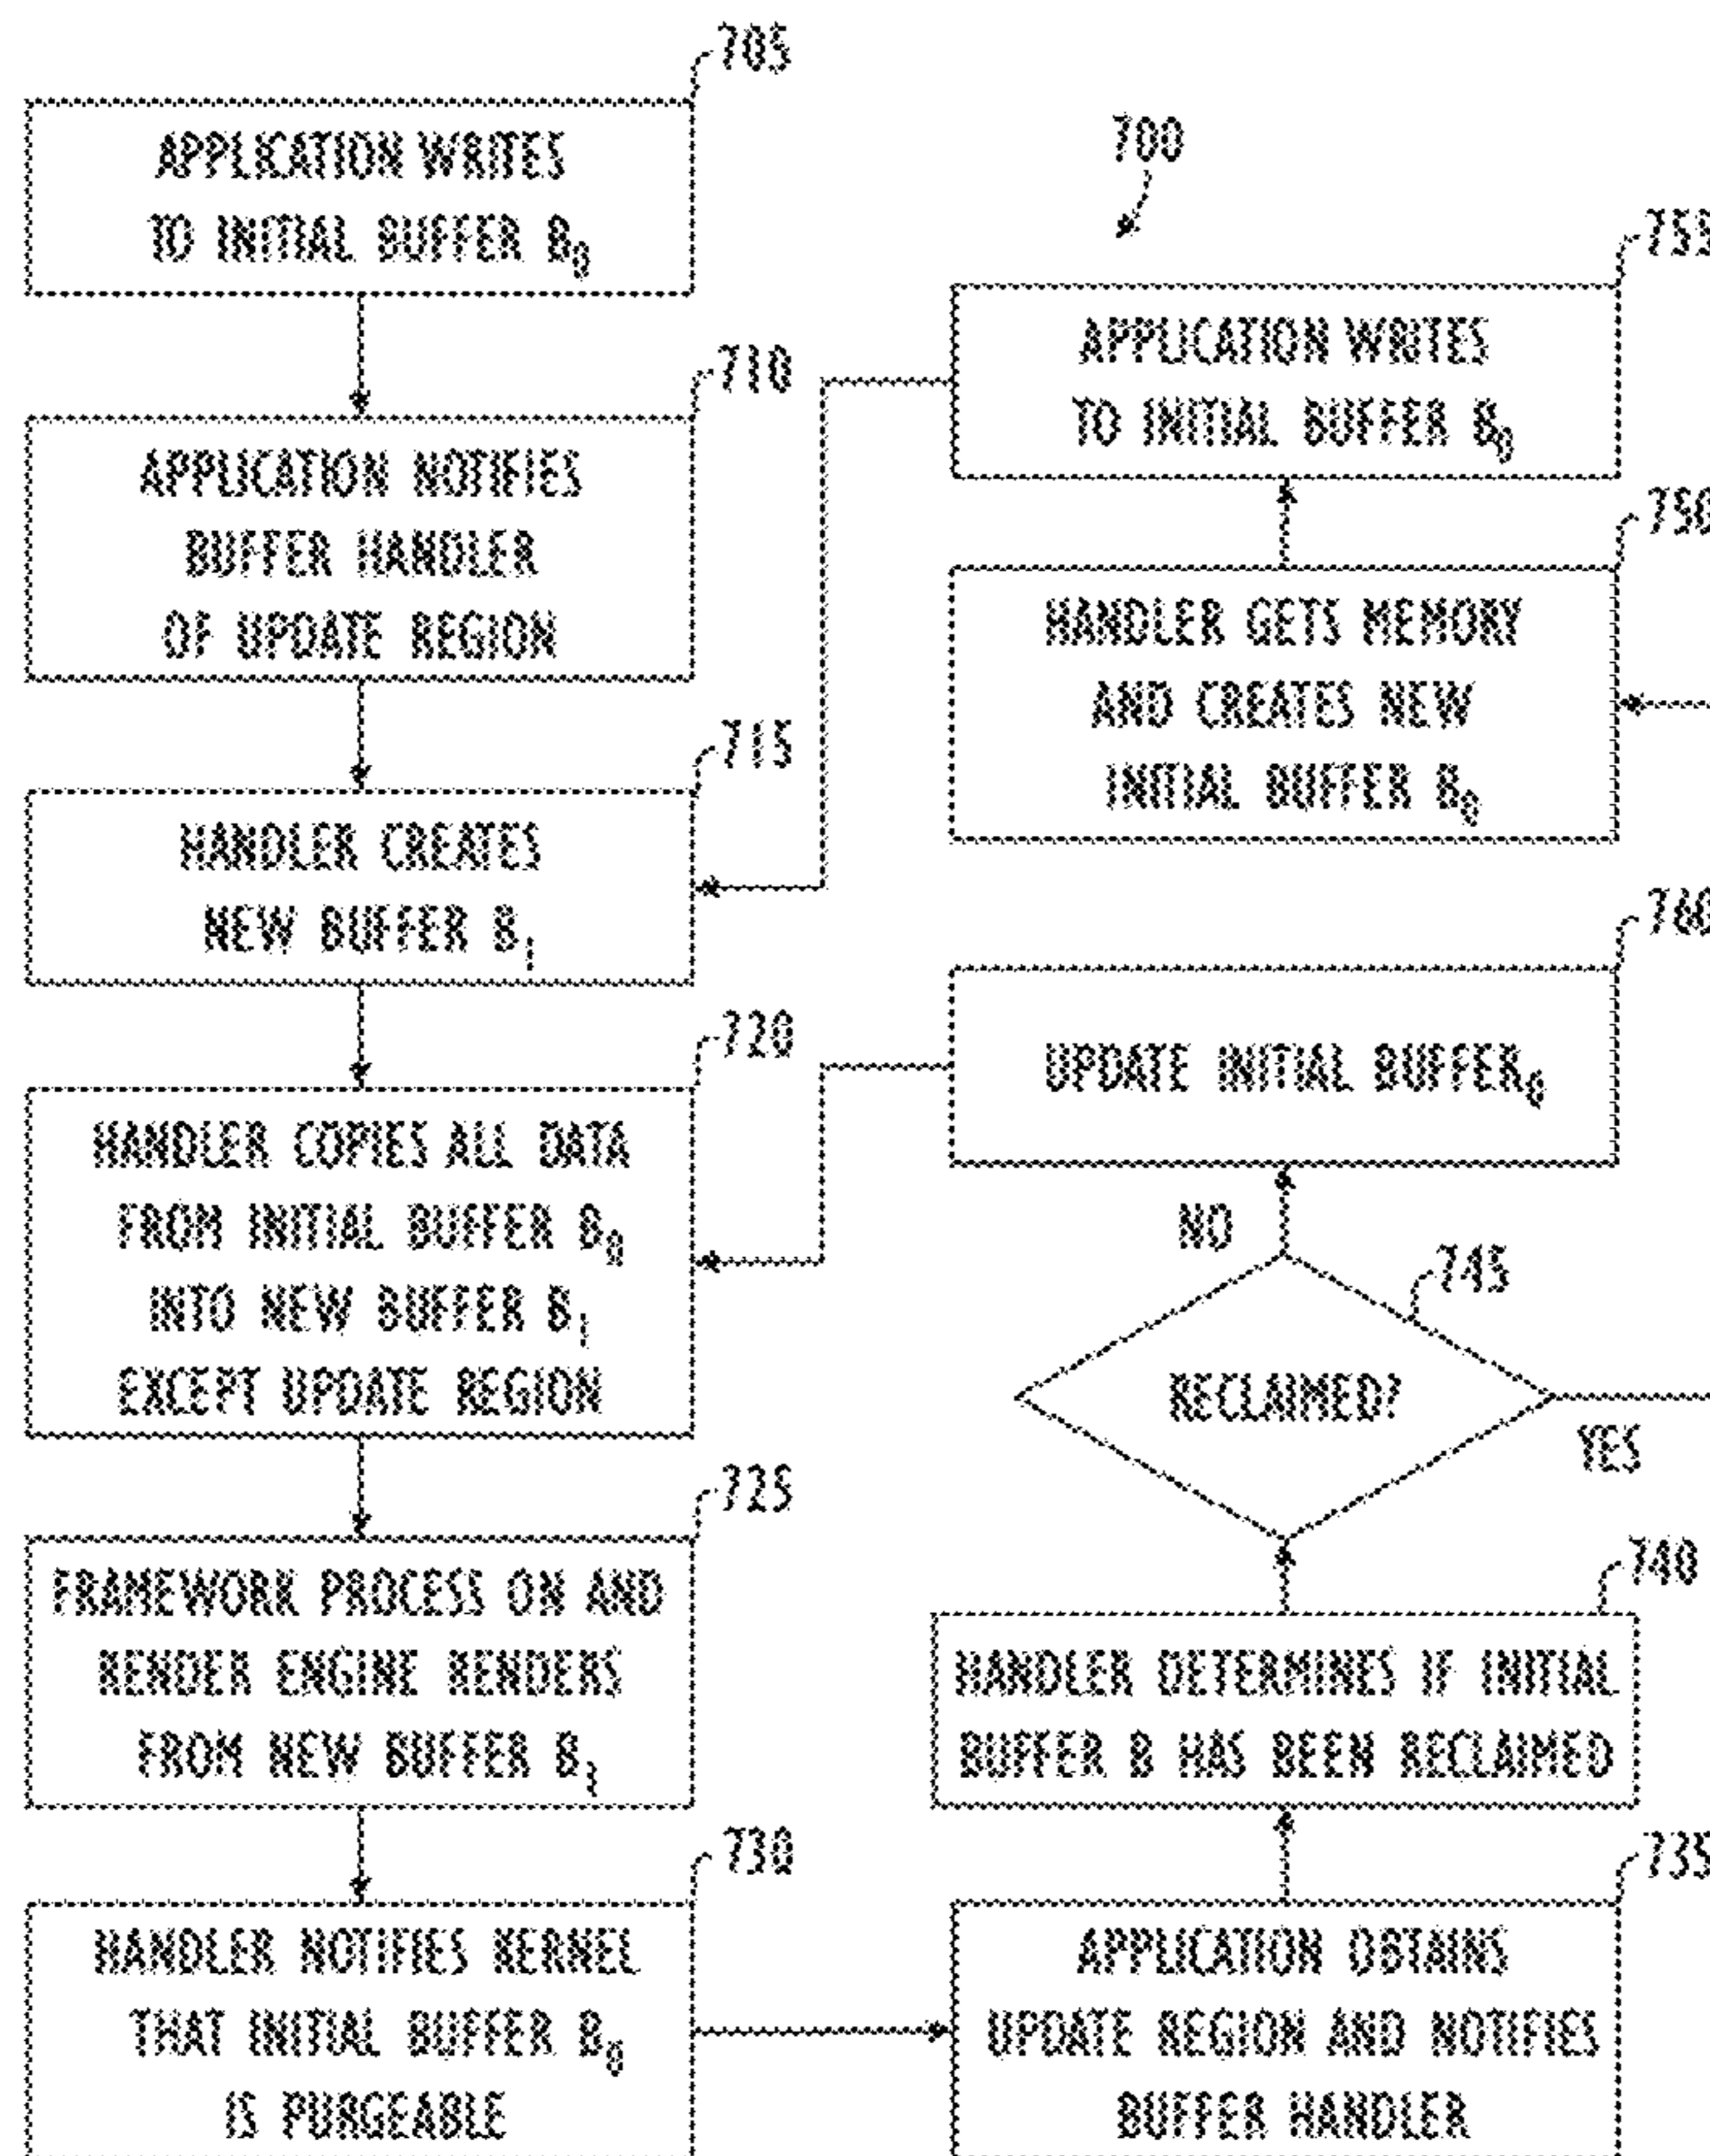 705
APPLICATION WRITES
TO INITIAL BUFFER B0
710
APPLICATION NOTIFIES
BUFFER HANDLER
OF UPDATE REGION
715
HANDLER CREATES
NEW BUFFER B1
720
HANDLER COPIES ALL DATA
FROM INITIAL BUFFER B0
INTO NEW BUFFER B1
EXCEPT UPDATE REGION
725
FRAMEWORK PROCESS ON AND
RENDER ENGINE RENDERS
FROM NEW BUFFER B1
730
HANDLER NOTIFIES KERNEL
THAT INITIAL BUFFER B0
IS PURGEABLE
700
755
APPLICATION WRITES
TO INITIAL BUFFER B0
750
HANDLER GETS MEMORY
AND CREATES NEW
INITIAL BUFFER B0
760
UPDATE INITIAL BUFFER0
NO
745
RECLAIMED?
YES
740
HANDLER DETERMINES IF INITIAL
BUFFER B HAS BEEN RECLAIMED
735
APPLICATION OBTAINS
UPDATE REGION AND NOTIFIES
BUFFER HANDLER